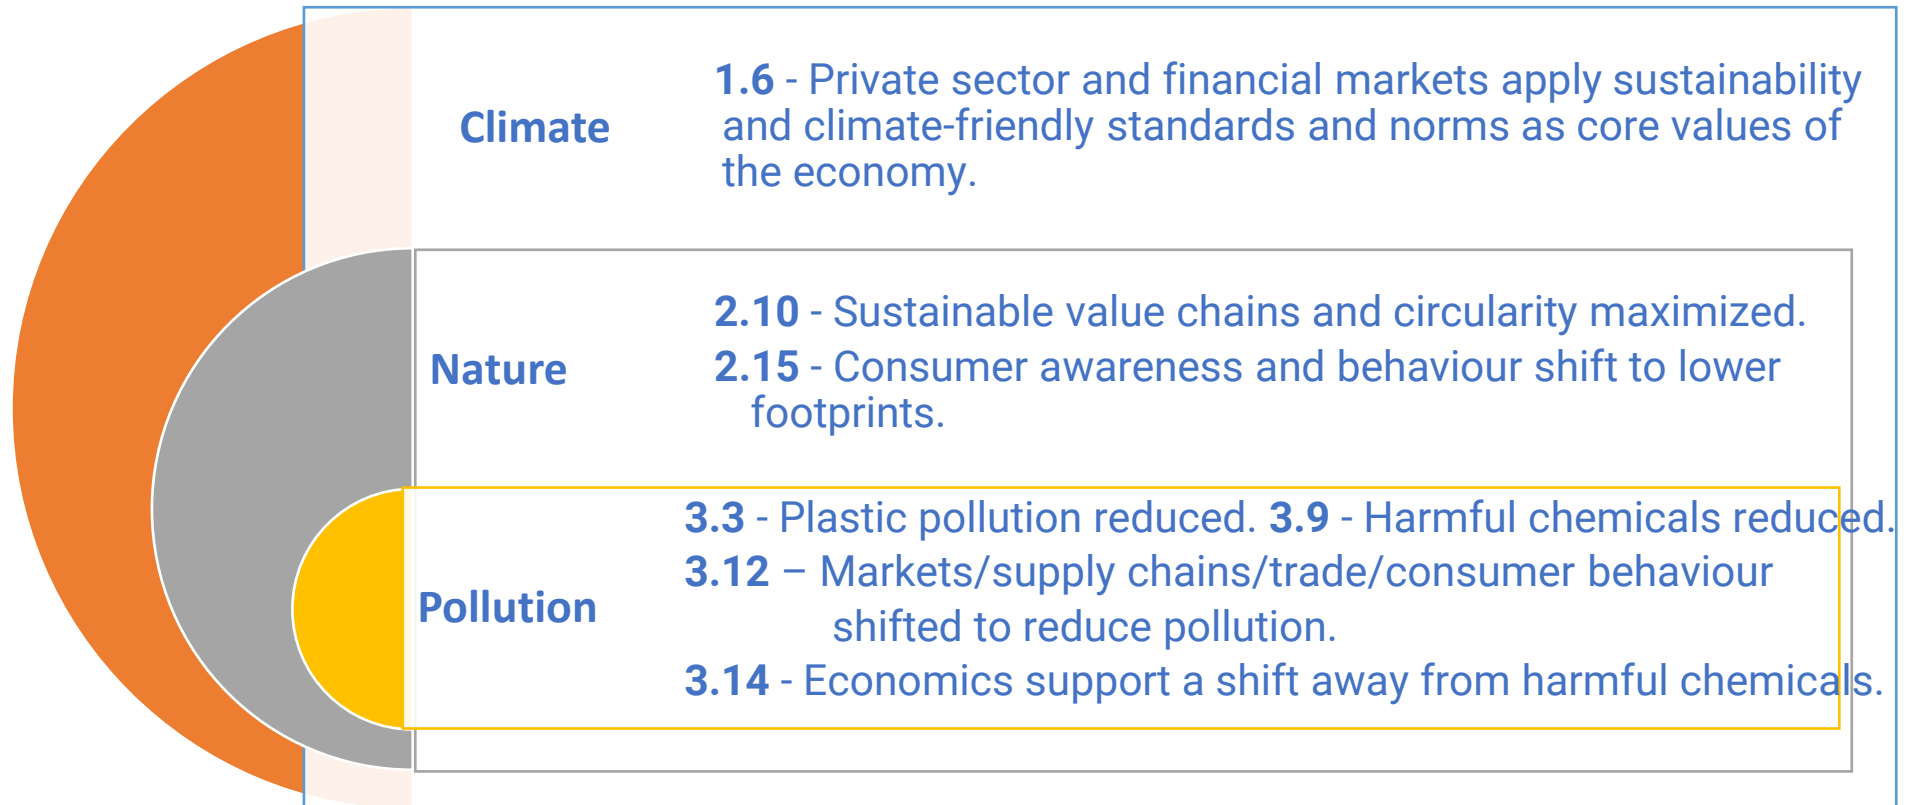 Climate
1.6 - Private sector and financial markets apply sustainability
and climate-friendly standards and norms as core values of
the economy.
Nature
2.10 - Sustainable value chains and circularity maximized.
2.15 - Consumer awareness and behaviour shift to lower
footprints.
Pollution
3.3 - Plastic pollution reduced. 3.9 - Harmful chemicals reduced.
3.12 – Markets/supply chains/trade/consumer behaviour
shifted to reduce pollution.
3.14 - Economics support a shift away from harmful chemicals.